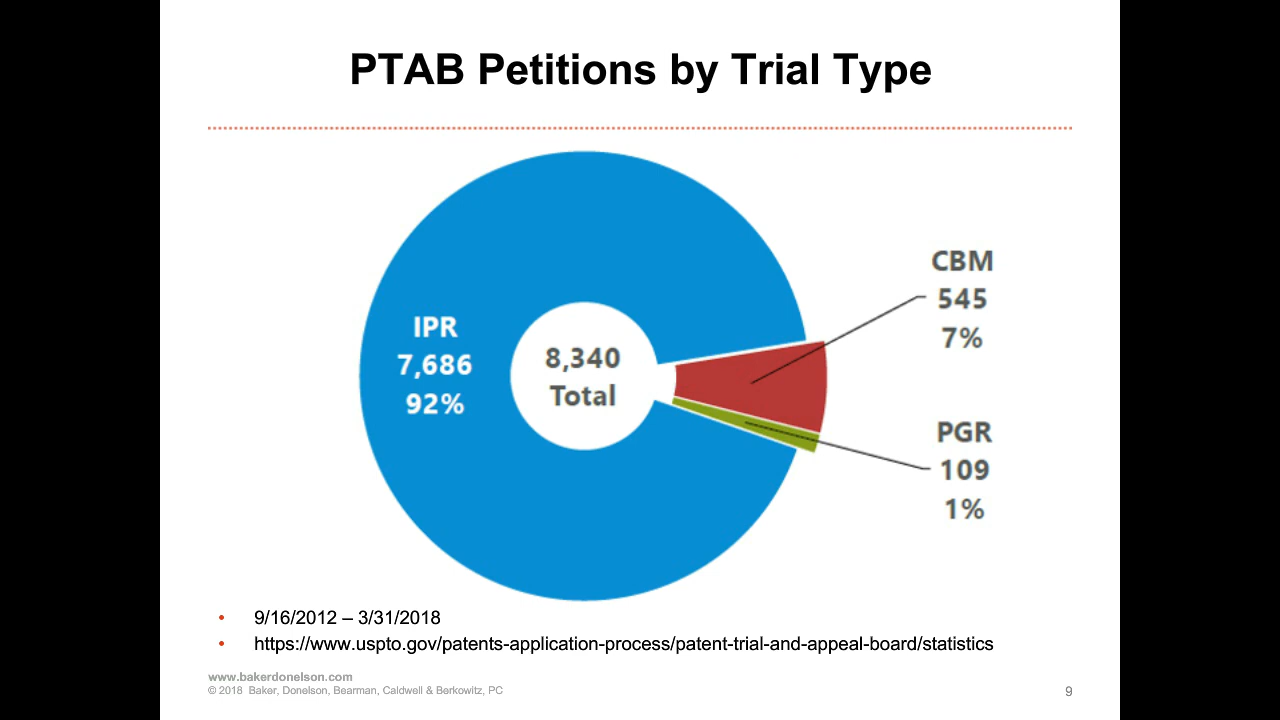 PTAB Petitions by Trial Type
CBM
545
7%
IPR
7,686
92%
8,340
Total
PGR
109
1%
• 9/16/2012 – 3/31/2018
• https://www.uspto.gov/patents-application-process/patent-trial-and-appeal-board/statistics
www.bakerdonelson.com
© 2018 Baker, Donelson, Bearman, Caldwell & Berkowitz, PC
9